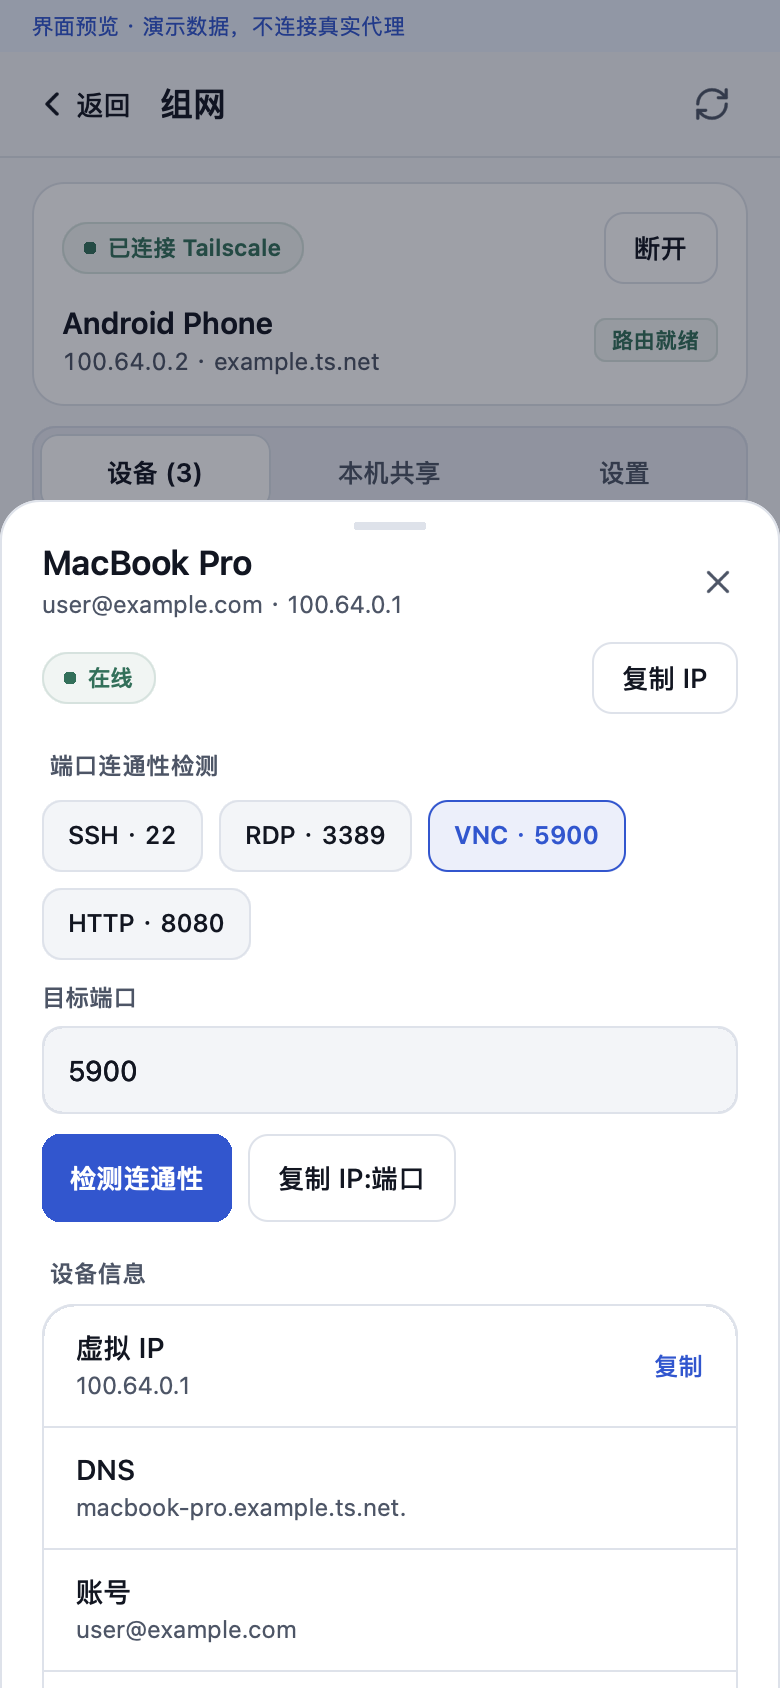 界面预览 · 演示数据，不连接真实代理
返回 组网
已连接 Tailscale 断开
Android Phone
100.64.0.2 · example.ts.net 路由就绪
设备 (3) 本机共享 设置
MacBook Pro
user@example.com · 100.64.0.1
在线 复制 IP
端口连通性检测
SSH · 22 RDP · 3389 VNC · 5900
HTTP · 8080
目标端口
5900
检测连通性 复制 IP:端口
设备信息
虚拟 IP
100.64.0.1 复制
DNS
macbook-pro.example.ts.net.
账号
user@example.com